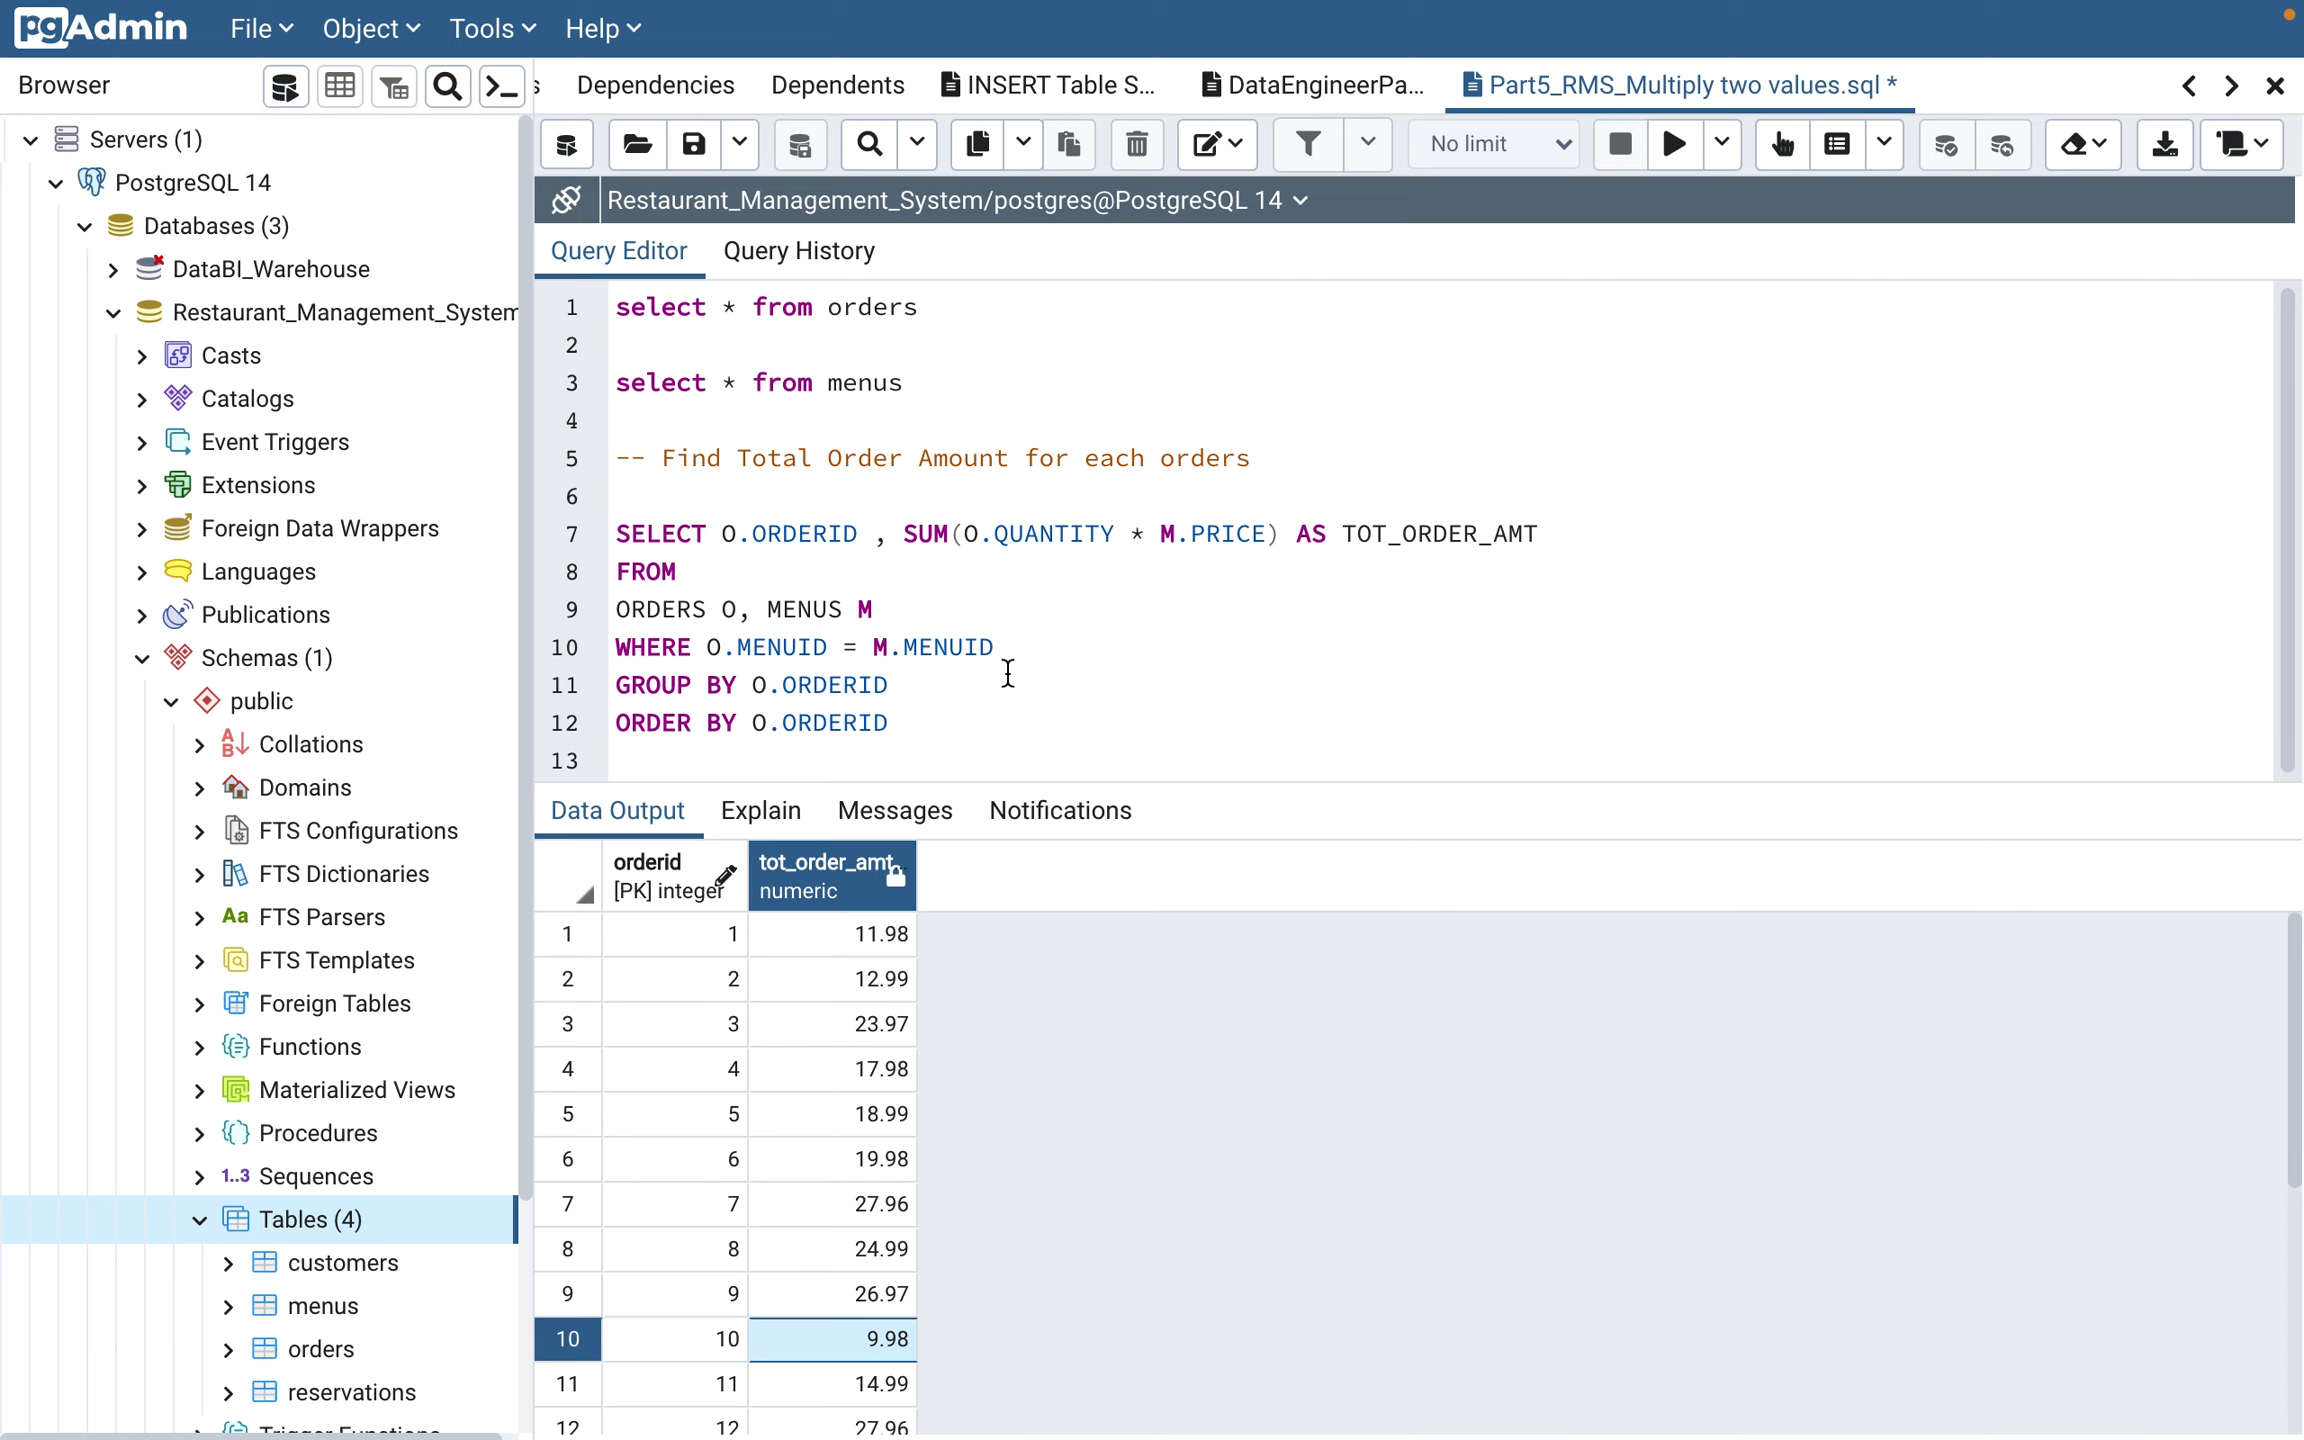 pgAdmin File Object Tools Help
Browser
s Dependencies Dependents INSERT Table S... DataEngineerPa... Part5_RMS_Multiply two values.sql *
No limit
Servers (1)
PostgreSQL 14
Databases (3)
DataBI_Warehouse
Restaurant_Management_System
Casts
Catalogs
Event Triggers
Extensions
Foreign Data Wrappers
Languages
Publications
Schemas (1)
public
Collations
Domains
FTS Configurations
FTS Dictionaries
Aa FTS Parsers
FTS Templates
Foreign Tables
Functions
Materialized Views
Procedures
1..3 Sequences
Tables (4)
customers
menus
orders
reservations
Trigger Functions
Restaurant_Management_System/postgres@PostgreSQL 14
Query Editor Query History
1 select * from orders
2
3 select * from menus
4
5 -- Find Total Order Amount for each orders
6
7 SELECT O.ORDERID , SUM(O.QUANTITY * M.PRICE) AS TOT_ORDER_AMT
8 FROM
9 ORDERS O, MENUS M
10 WHERE O.MENUID = M.MENUID
11 GROUP BY O.ORDERID
12 ORDER BY O.ORDERID
13
Data Output Explain Messages Notifications
orderid tot_order_amt
[PK] integer numeric
1 1 11.98
2 2 12.99
3 3 23.97
4 4 17.98
5 5 18.99
6 6 19.98
7 7 27.96
8 8 24.99
9 9 26.97
10 10 9.98
11 11 14.99
12 12 27.96